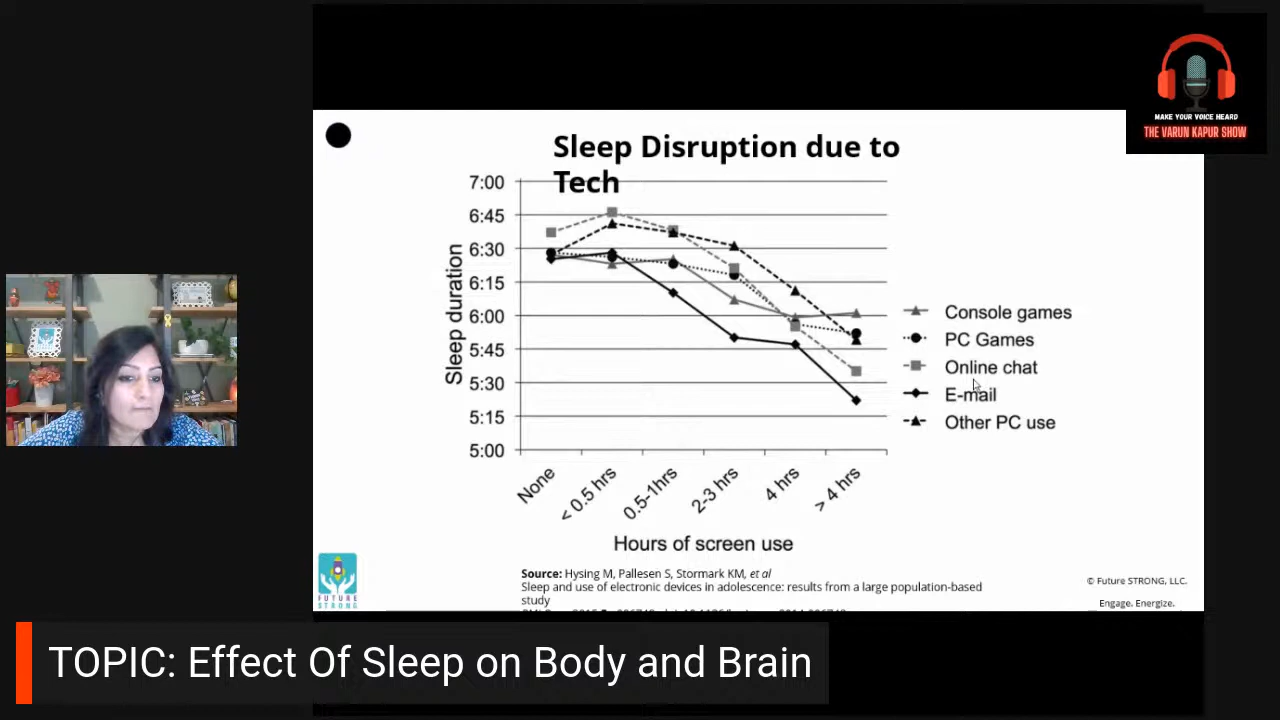 MAKE YOUR VOICE HEARD
THE VARUN KAPUR SHOW
Sleep Disruption due to
Tech
Sleep duration
7:00
6:45
6:30
6:15
6:00
5:45
5:30
5:15
5:00
None
< 0.5 hrs
0.5-1hrs
2-3 hrs
4 hrs
> 4 hrs
Hours of screen use
Console games
PC Games
Online chat
E-mail
Other PC use
Source: Hysing M, Pallesen S, Stormark KM, et al
Sleep and use of electronic devices in adolescence: results from a large population-based
study
FUTURE
STRONG
© Future STRONG, LLC.
Engage. Energize.
TOPIC: Effect Of Sleep on Body and Brain